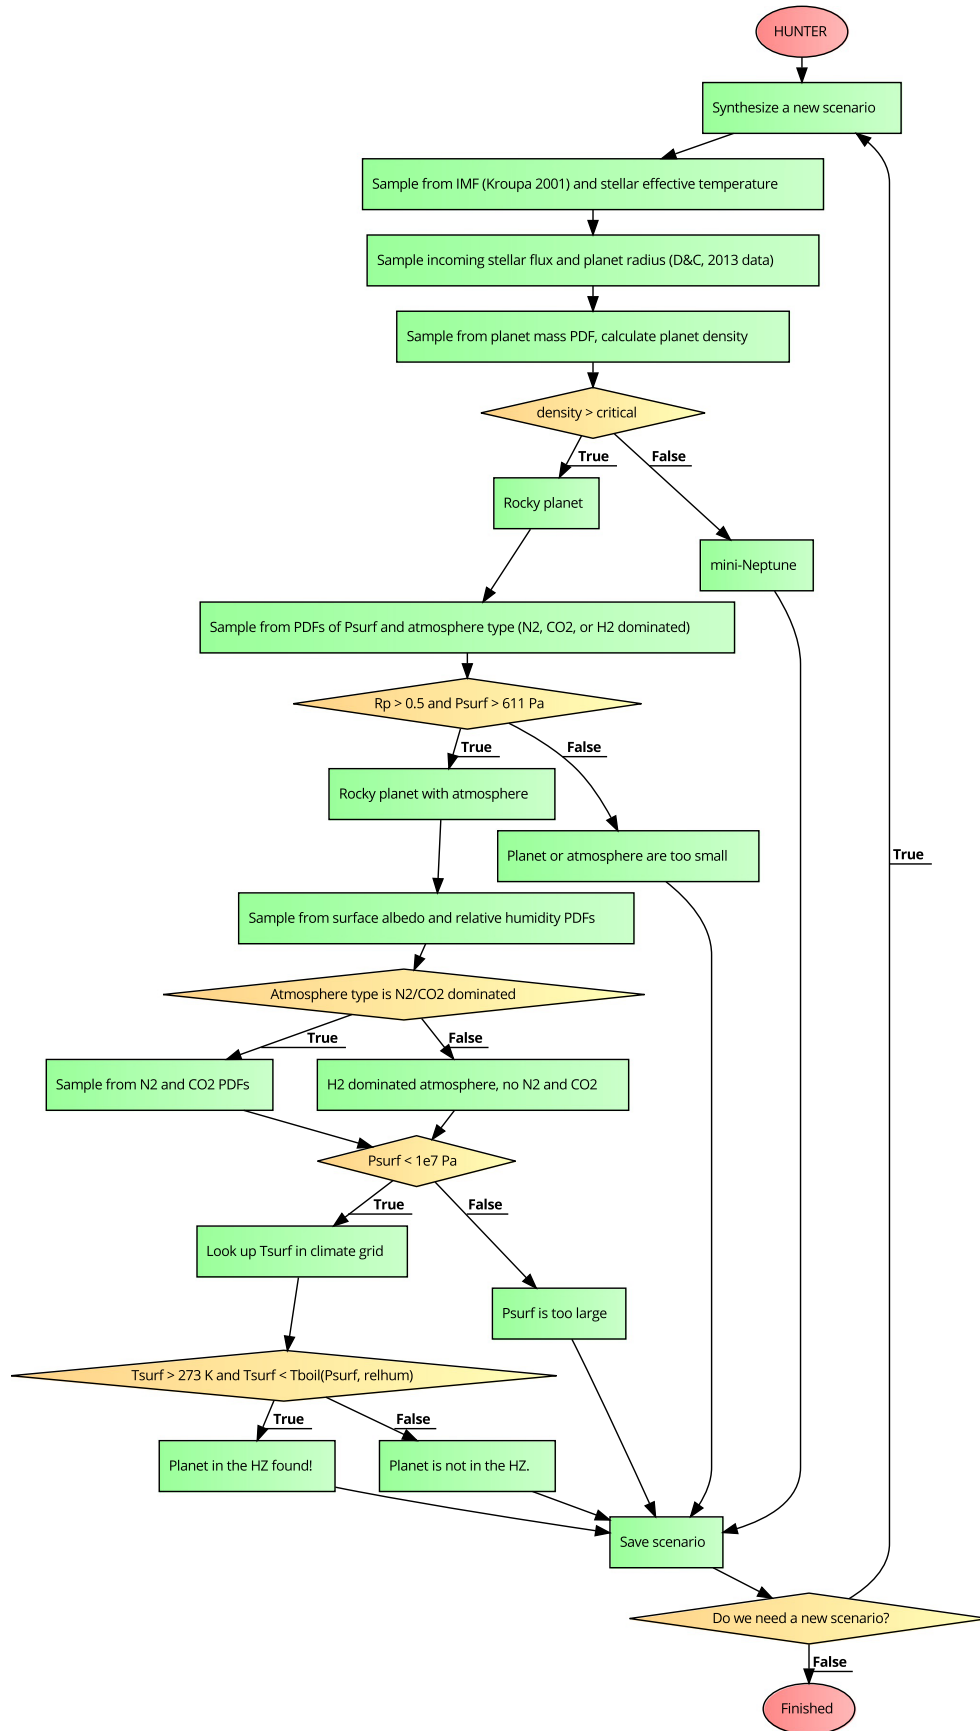 HUNTER
Synthesize a new scenario
Sample from IMF (Kroupa 2001) and stellar effective temperature
Sample incoming stellar flux and planet radius (D&C, 2013 data)
Sample from planet mass PDF, calculate planet density
density > critical
True
False
Rocky planet
mini-Neptune
Sample from PDFs of Psurf and atmosphere type (N2, CO2, or H2 dominated)
Rp > 0.5 and Psurf > 611 Pa
True
False
Rocky planet with atmosphere
Planet or atmosphere are too small
True
Sample from surface albedo and relative humidity PDFs
Atmosphere type is N2/CO2 dominated
True
False
Sample from N2 and CO2 PDFs
H2 dominated atmosphere, no N2 and CO2
Psurf < 1e7 Pa
True
False
Look up Tsurf in climate grid
Psurf is too large
Tsurf > 273 K and Tsurf < Tboil(Psurf, relhum)
True
False
Planet in the HZ found!
Planet is not in the HZ.
Save scenario
Do we need a new scenario?
False
Finished